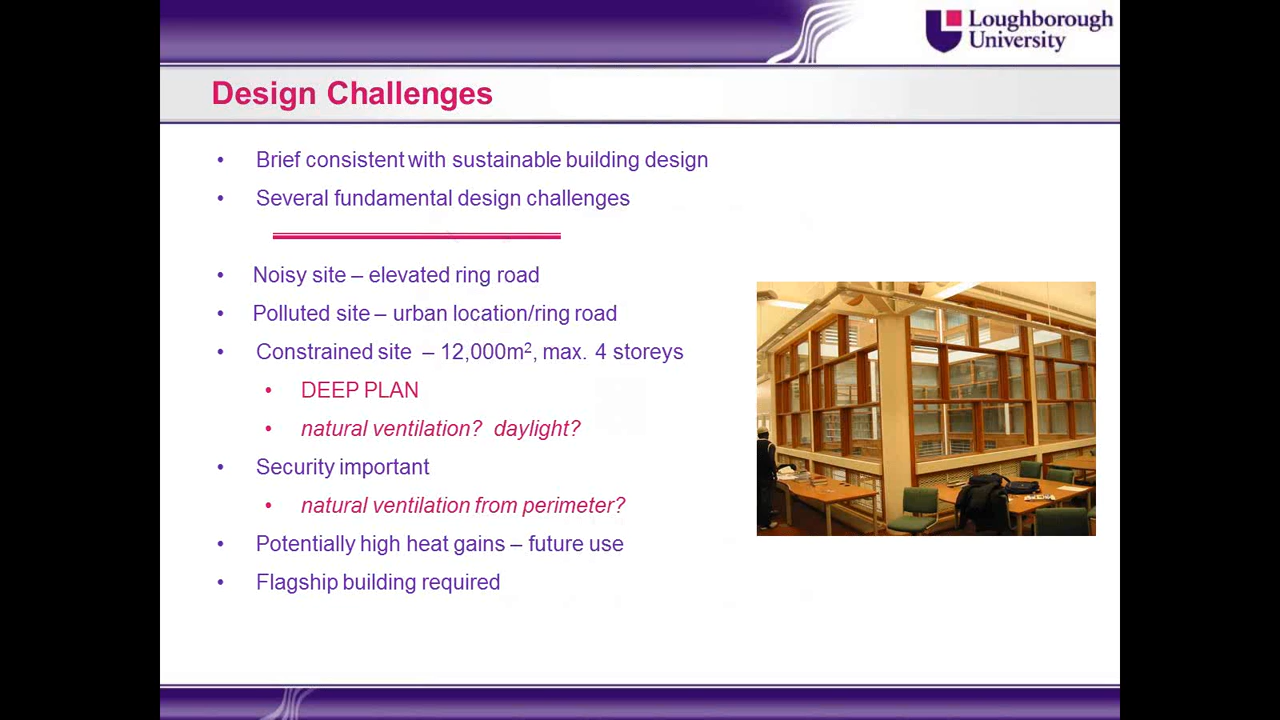 Loughborough
University
Design Challenges
• Brief consistent with sustainable building design
• Several fundamental design challenges
• Noisy site – elevated ring road
• Polluted site – urban location/ring road
• Constrained site – 12,000m², max. 4 storeys
• DEEP PLAN
• natural ventilation? daylight?
• Security important
• natural ventilation from perimeter?
• Potentially high heat gains – future use
• Flagship building required